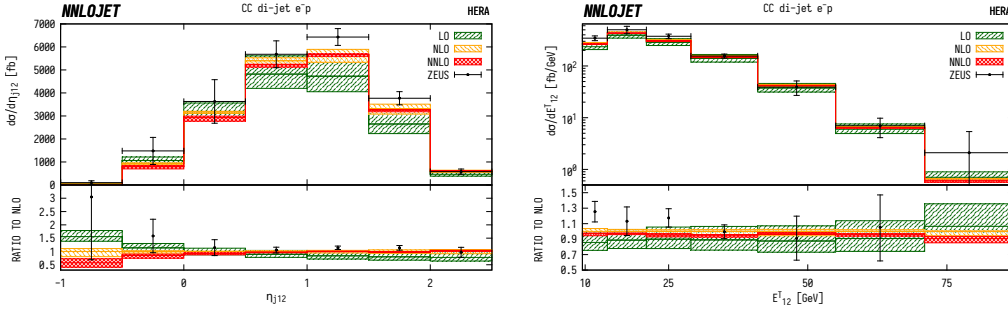 NNLOJET CC di-jet e⁻p HERA
7000
6000
5000
4000
3000
2000
1000
0
dσ/dη_j12 [fb]
LO
NLO
NNLO
ZEUS
3
2.5
2
1.5
1
0.5
RATIO TO NLO
-1 0 1 2
η_j12
NNLOJET CC di-jet e⁻p HERA
10²
10¹
10⁰
dσ/dE^T_12 [fb/GeV]
LO
NLO
NNLO
ZEUS
1.5
1.3
1.1
0.9
0.7
0.5
RATIO TO NLO
10 25 50 75
E^T_12 [GeV]